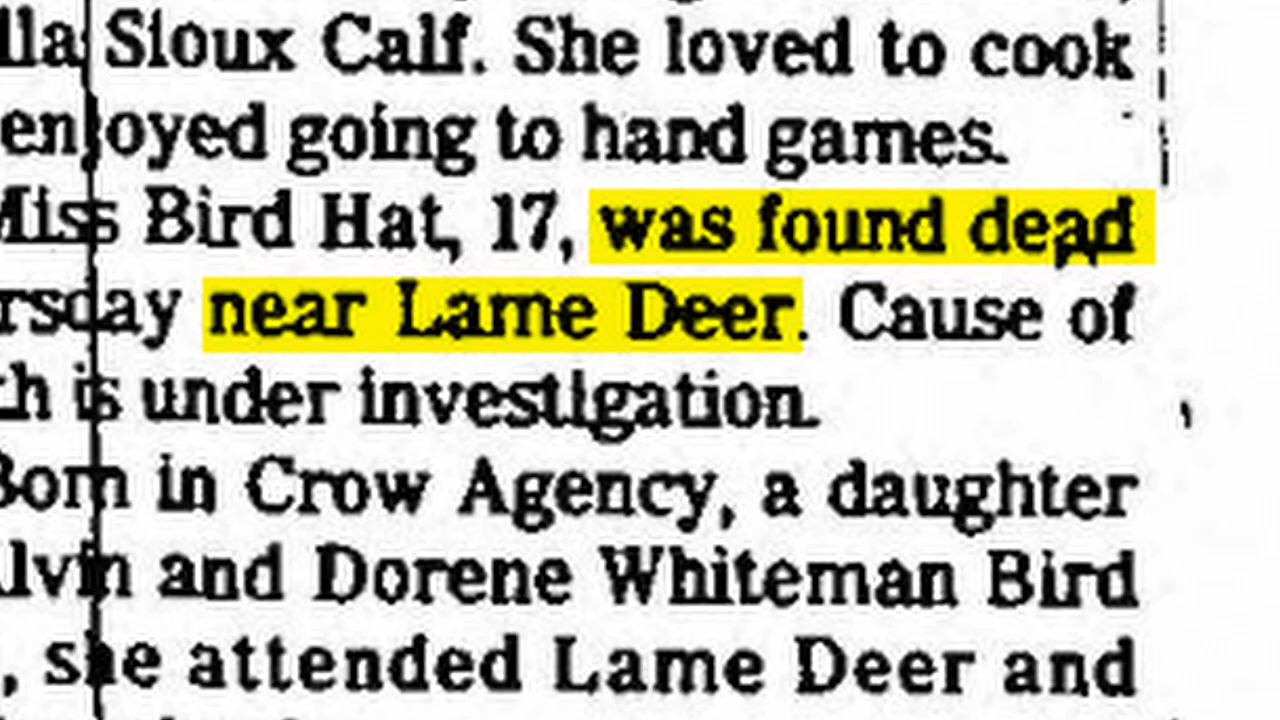 lla Sioux Calf. She loved to cook
enjoyed going to hand games.
Miss Bird Hat, 17, was found dead
rsday near Lame Deer. Cause of
th is under investigation.
Born in Crow Agency, a daughter
lvin and Dorene Whiteman Bird
, she attended Lame Deer and